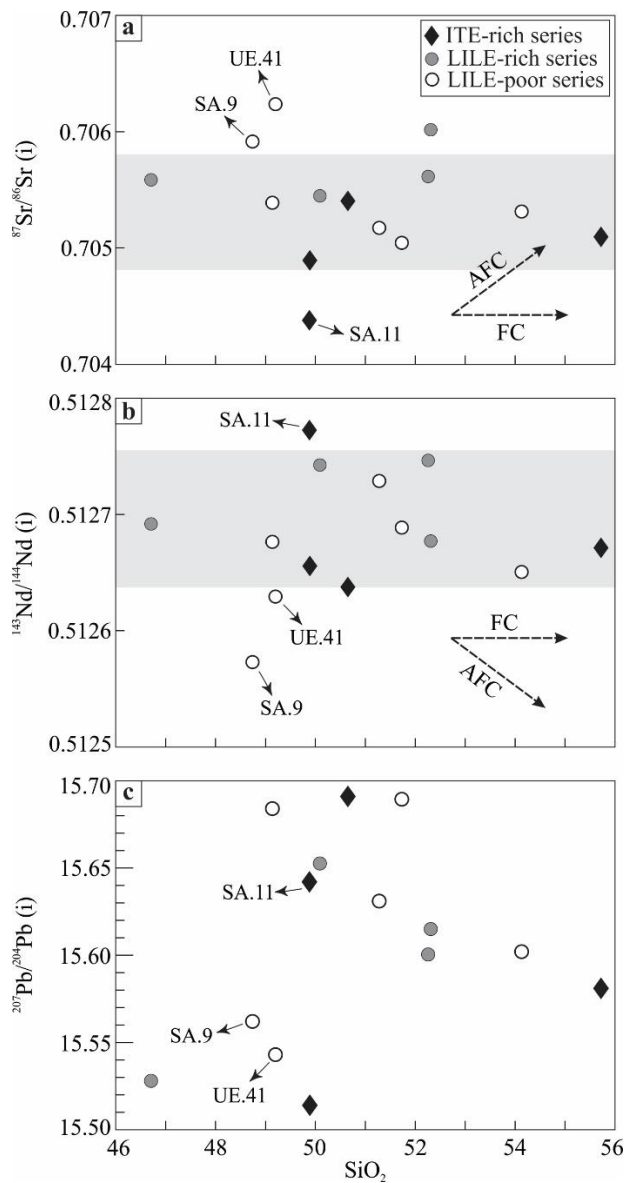 a
ITE-rich series
LILE-rich series
LILE-poor series
0.707
0.706
0.705
0.704
⁸⁷Sr/⁸⁶Sr (i)
UE.41
SA.9
SA.11
AFC
FC
b
0.5128
0.5127
0.5126
0.5125
¹⁴³Nd/¹⁴⁴Nd (i)
SA.11
UE.41
SA.9
FC
AFC
c
15.70
15.65
15.60
15.53
15.50
²⁰⁷Pb/²⁰⁴Pb (i)
SA.11
SA.9
UE.41
46 48 50 52 54 56
SiO₂